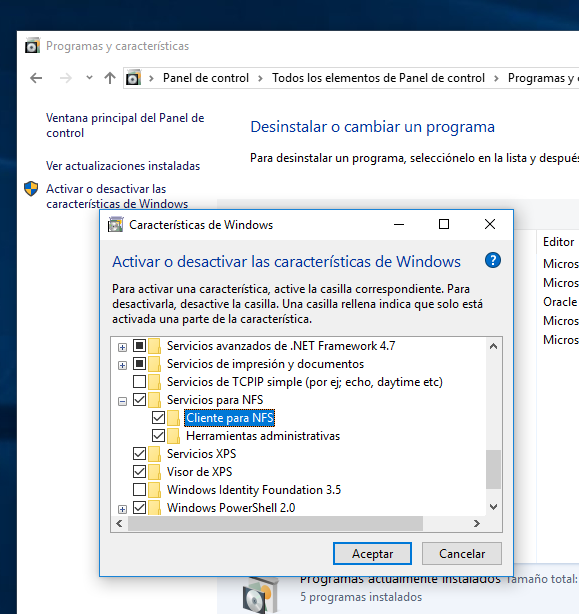 Programas y características
Panel de control
Todos los elementos de Panel de control
Programas y
Ventana principal del Panel de
control
Ver actualizaciones instaladas
Activar o desactivar las
características de Windows
Desinstalar o cambiar un programa
Para desinstalar un programa, selecciónelo en la lista y despué
Editor
Micros
Micros
Oracle
Micros
Micros
Características de Windows
Activar o desactivar las características de Windows
Para activar una característica, active la casilla correspondiente. Para
desactivarla, desactive la casilla. Una casilla rellena indica que solo está
activada una parte de la característica.
Servicios avanzados de .NET Framework 4.7
Servicios de impresión y documentos
Servicios de TCPIP simple (por ej; echo, daytime etc)
Servicios para NFS
Cliente para NFS
Herramientas administrativas
Servicios XPS
Visor de XPS
Windows Identity Foundation 3.5
Windows PowerShell 2.0
Aceptar
Cancelar
Programas actualmente instalados Tamaño total:
5 programas instalados